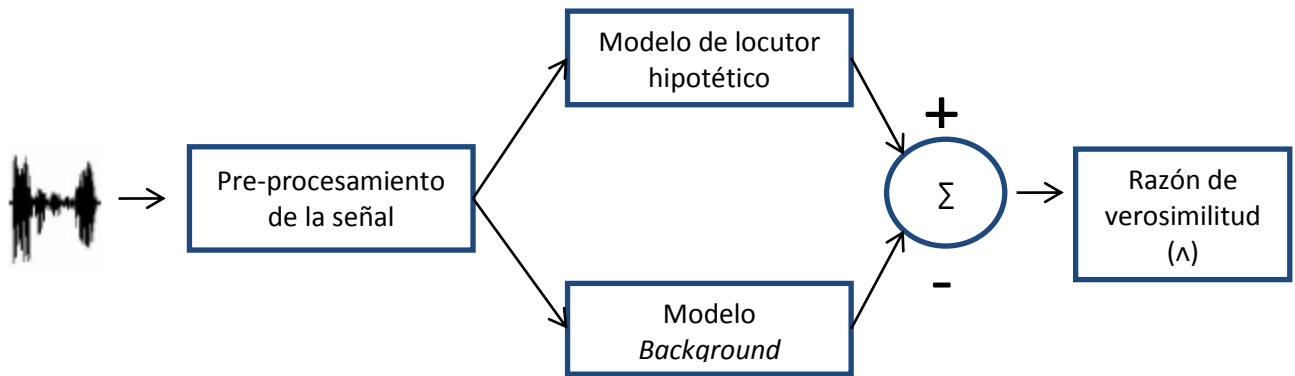 Pre-procesamiento
de la señal
Modelo de locutor
hipotético
Modelo
Background
+
∑
-
Razón de
verosimilitud
(ʌ)